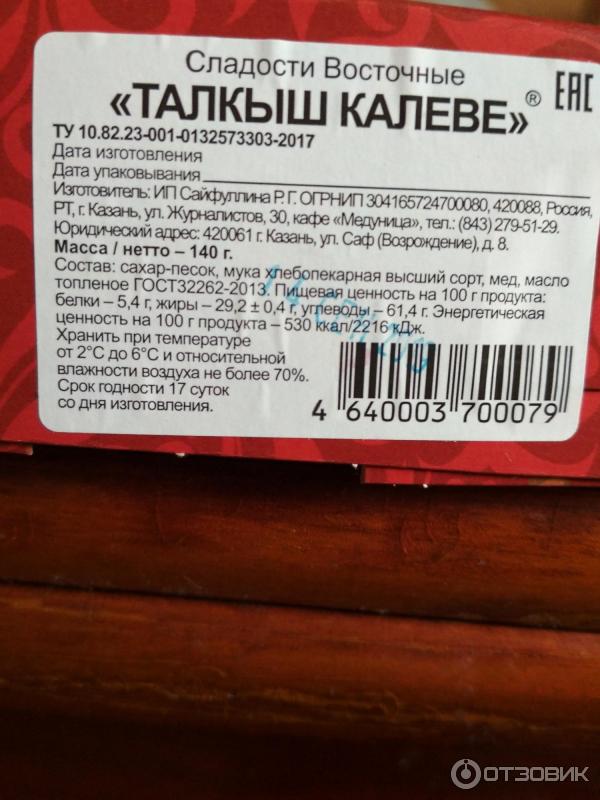 Сладости Восточные
«ТАЛКЫШ КАЛЕВЕ»® EAC
ТУ 10.82.23-001-0132573303-2017
Дата изготовления
Дата упаковывания
Изготовитель: ИП Сайфуллина Р. Г. ОГРНИП 304165724700080, 420088, Россия,
РТ, г. Казань, ул. Журналистов, 30, кафе «Медуница», тел.: (843) 279-51-29.
Юридический адрес: 420061 г. Казань, ул. Саф (Возрождение), д. 8.
Масса / нетто – 140 г.
Состав: сахар-песок, мука хлебопекарная высший сорт, мед, масло
топленое ГОСТ32262-2013. Пищевая ценность на 100 г продукта:
белки – 5,4 г, жиры – 29,2 ± 0,4 г, углеводы – 61,4 г. Энергетическая
ценность на 100 г продукта – 530 ккал/2216 кДж.
Хранить при температуре
от 2°С до 6°С и относительной
влажности воздуха не более 70%.
Срок годности 17 суток
со дня изготовления.
4 640003 700079
ОТЗОВИК